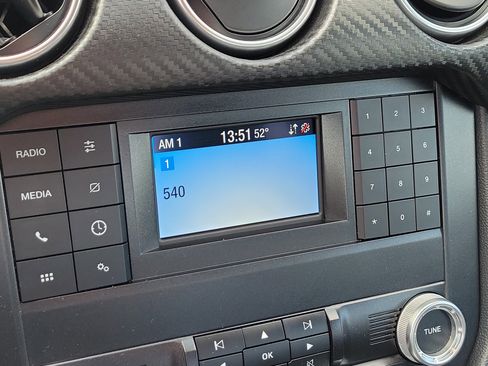 AM 1 13:51 52°
1
540
RADIO
MEDIA
1 2 3
4 5 6
7 8 9
* 0 #
OK
TUNE